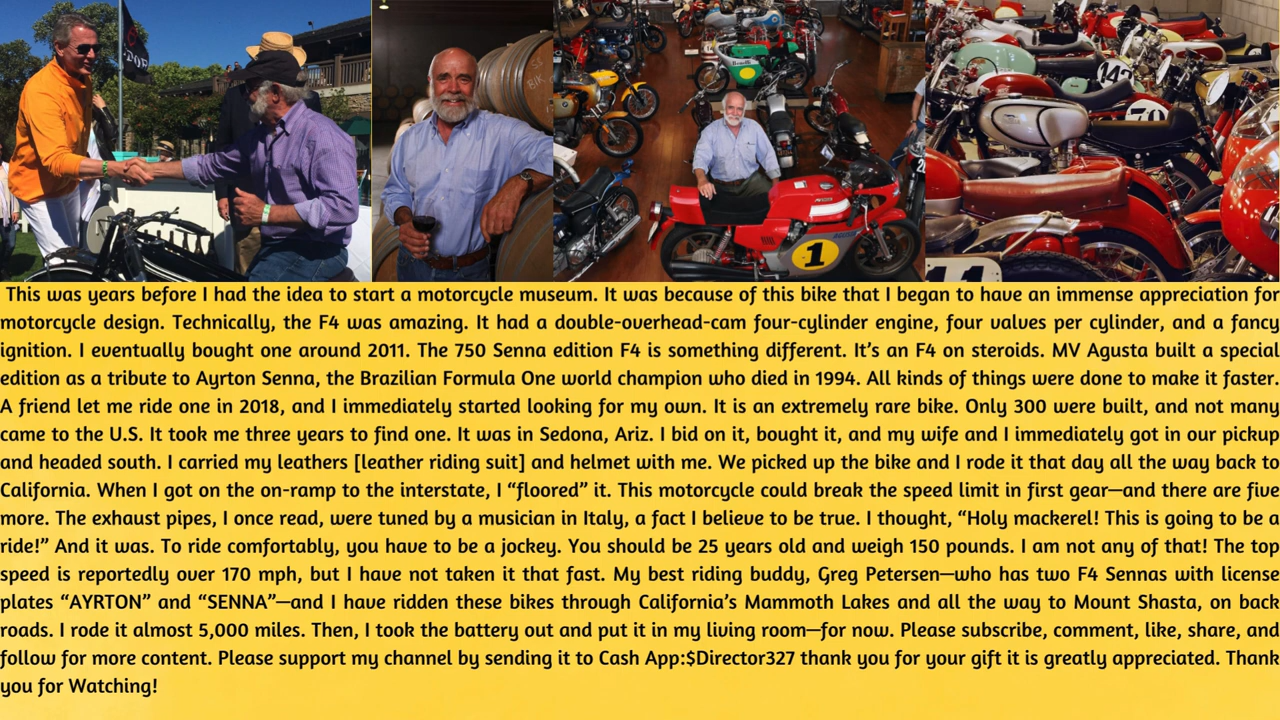 DOR
SE
BIK
Benelli
1
142
70
28
11
N
This was years before I had the idea to start a motorcycle museum. It was because of this bike that I began to have an immense appreciation for
motorcycle design. Technically, the F4 was amazing. It had a double-overhead-cam four-cylinder engine, four valves per cylinder, and a fancy
ignition. I eventually bought one around 2011. The 750 Senna edition F4 is something different. It’s an F4 on steroids. MV Agusta built a special
edition as a tribute to Ayrton Senna, the Brazilian Formula One world champion who died in 1994. All kinds of things were done to make it faster.
A friend let me ride one in 2018, and I immediately started looking for my own. It is an extremely rare bike. Only 300 were built, and not many
came to the U.S. It took me three years to find one. It was in Sedona, Ariz. I bid on it, bought it, and my wife and I immediately got in our pickup
and headed south. I carried my leathers [leather riding suit] and helmet with me. We picked up the bike and I rode it that day all the way back to
California. When I got on the on-ramp to the interstate, I “floored” it. This motorcycle could break the speed limit in first gear—and there are five
more. The exhaust pipes, I once read, were tuned by a musician in Italy, a fact I believe to be true. I thought, “Holy mackerel! This is going to be a
ride!” And it was. To ride comfortably, you have to be a jockey. You should be 25 years old and weigh 150 pounds. I am not any of that! The top
speed is reportedly over 170 mph, but I have not taken it that fast. My best riding buddy, Greg Petersen—who has two F4 Sennas with license
plates “AYRTON” and “SENNA”—and I have ridden these bikes through California’s Mammoth Lakes and all the way to Mount Shasta, on back
roads. I rode it almost 5,000 miles. Then, I took the battery out and put it in my living room—for now. Please subscribe, comment, like, share, and
follow for more content. Please support my channel by sending it to Cash App:$Director327 thank you for your gift it is greatly appreciated. Thank
you for Watching!